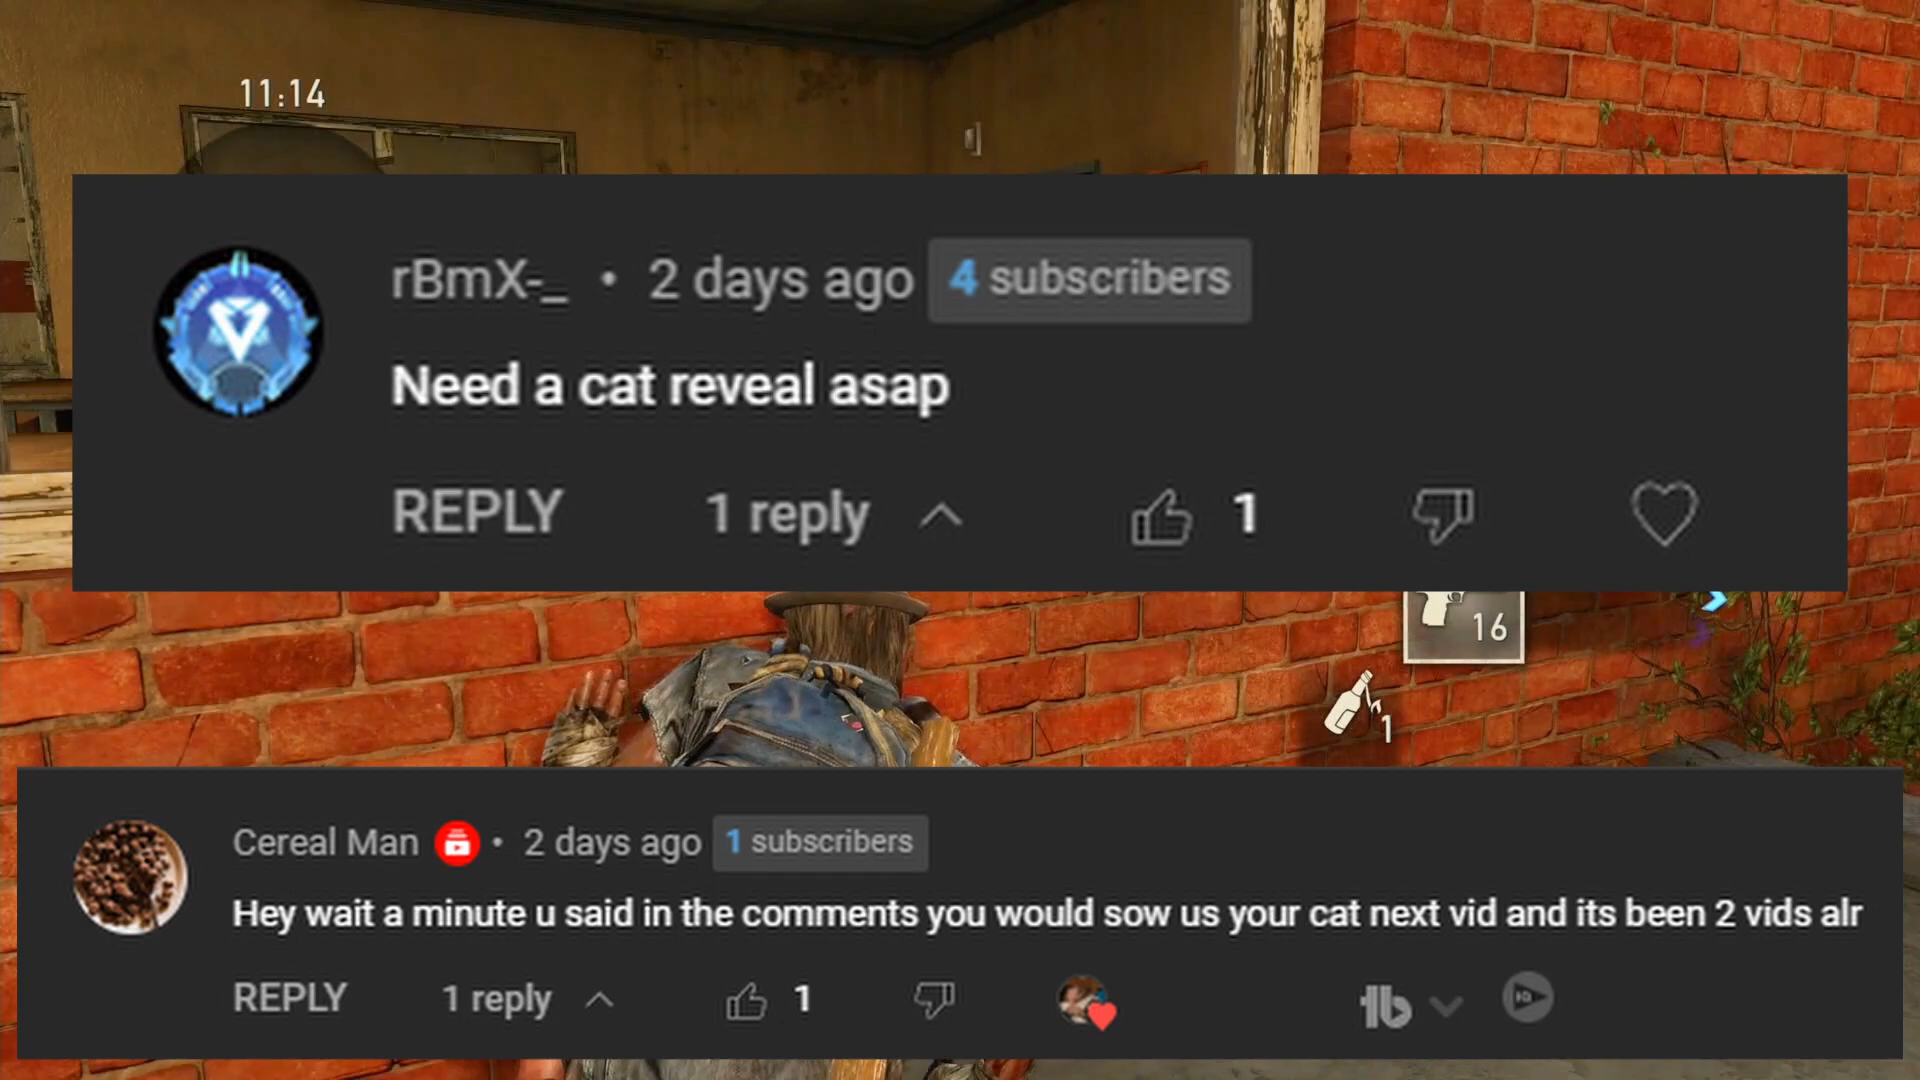 11:14
rBmX-_ • 2 days ago 4 subscribers
Need a cat reveal asap
REPLY 1 reply 1
16
1
Cereal Man • 2 days ago 1 subscribers
Hey wait a minute u said in the comments you would sow us your cat next vid and its been 2 vids alr
REPLY 1 reply 1 tb